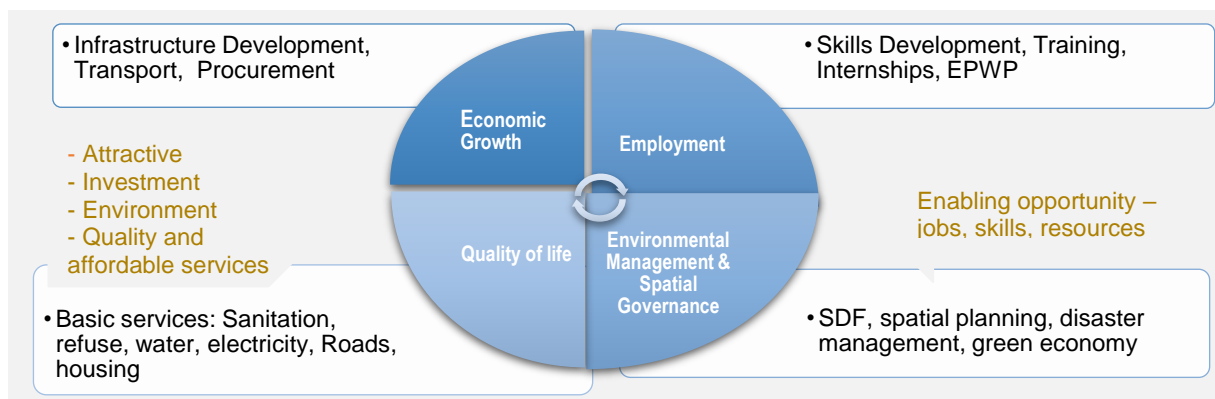 • Infrastructure Development,
Transport, Procurement
• Skills Development, Training,
Internships, EPWP
Economic
Growth
Employment
- Attractive
- Investment
- Environment
- Quality and
affordable services
Enabling opportunity –
jobs, skills, resources
Quality of life
Environmental
Management &
Spatial
Governance
• Basic services: Sanitation,
refuse, water, electricity, Roads,
housing
• SDF, spatial planning, disaster
management, green economy